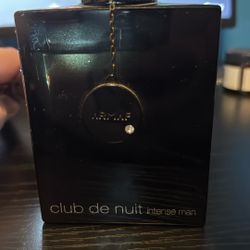 ARMAF
club de nuit intense man